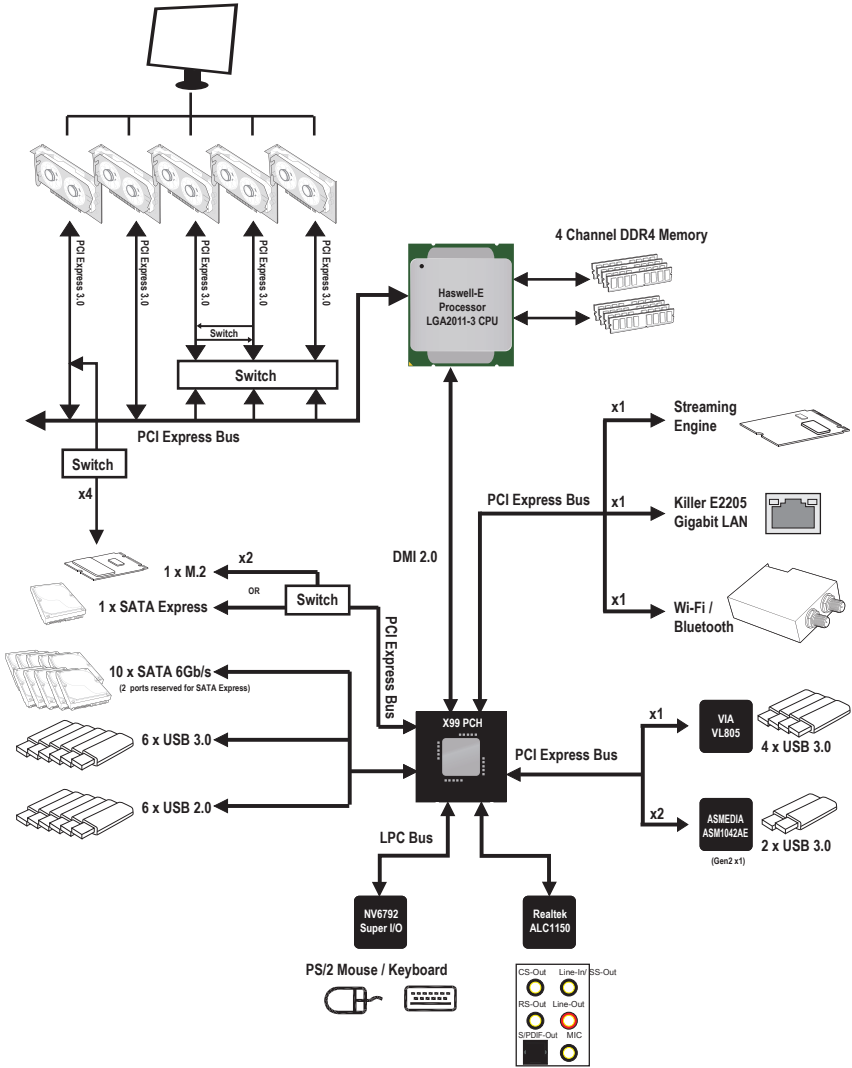 PCI Express 3.0
PCI Express 3.0
PCI Express 3.0
PCI Express 3.0
PCI Express 3.0
Switch
Switch
PCI Express Bus
Switch
x4
4 Channel DDR4 Memory
Haswell-E
Processor
LGA2011-3 CPU
DMI 2.0
x1
Streaming
Engine
PCI Express Bus
x1
Killer E2205
Gigabit LAN
x1
Wi-Fi /
Bluetooth
1 x M.2
x2
OR
Switch
1 x SATA Express
PCI Express Bus
10 x SATA 6Gb/s
(2 ports reserved for SATA Express)
6 x USB 3.0
6 x USB 2.0
X99 PCH
PCI Express Bus
x1
VIA
VL805
4 x USB 3.0
x2
ASMEDIA
ASM1042AE
(Gen2 x1)
2 x USB 3.0
LPC Bus
NV6792
Super I/O
Realtek
ALC1150
PS/2 Mouse / Keyboard
CS-Out
Line-In/ SS-Out
RS-Out
Line-Out
S/PDIF-Out
MIC